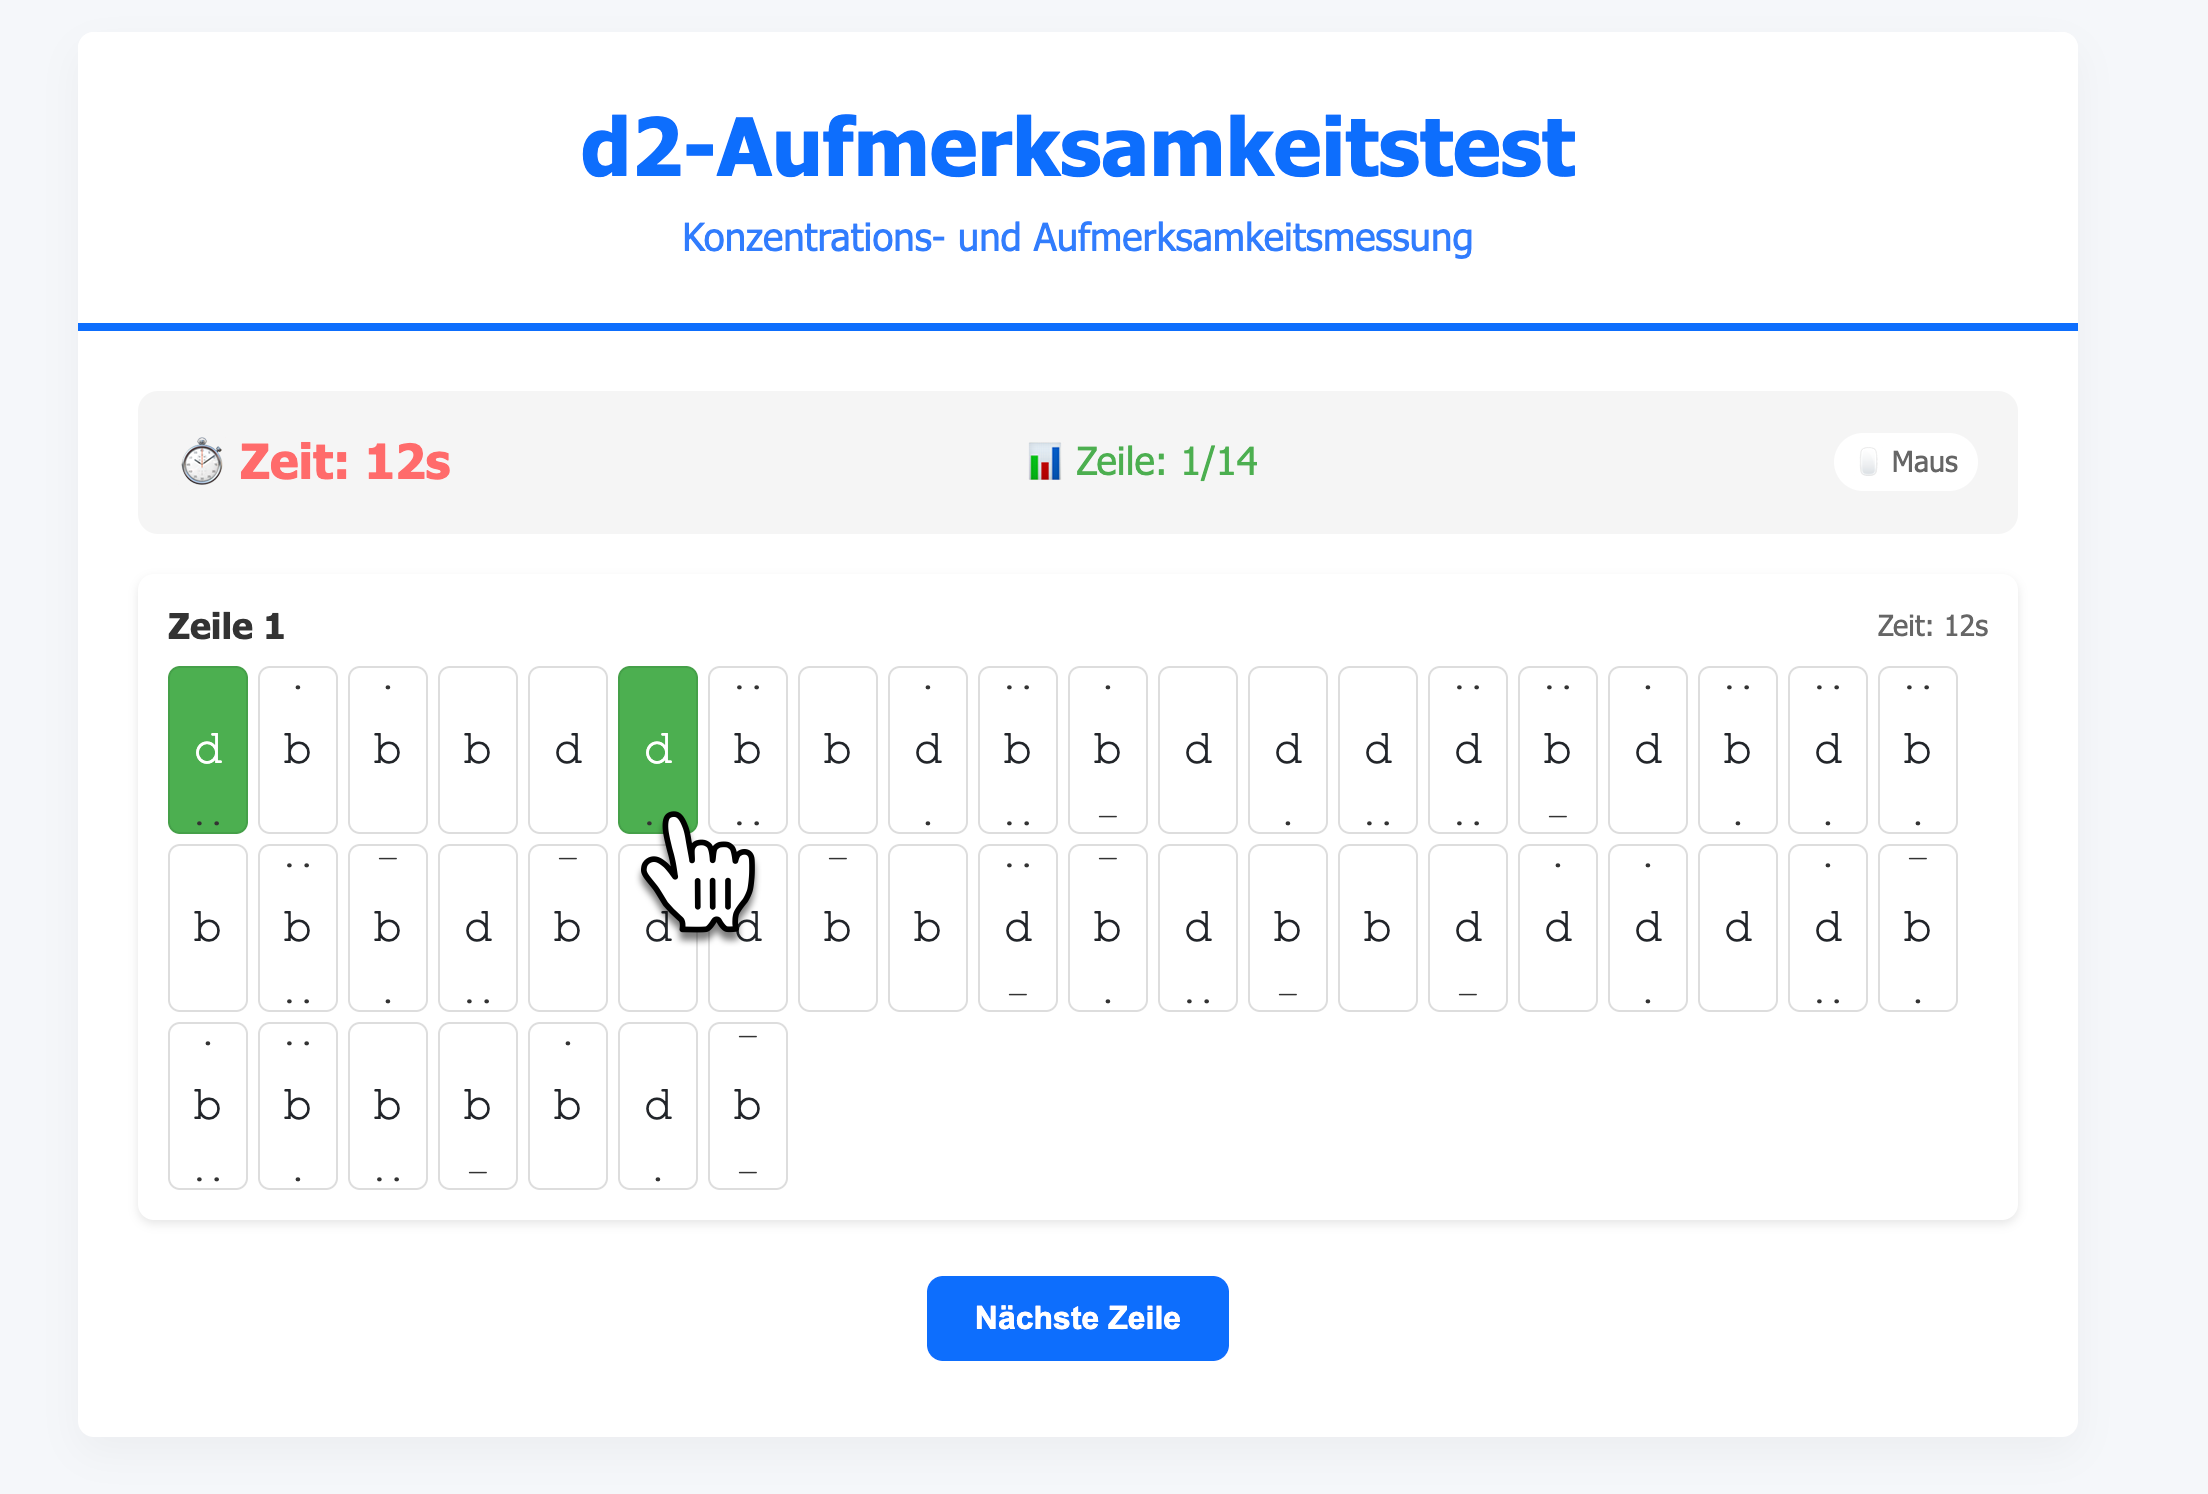 d2-Aufmerksamkeitstest
Konzentrations- und Aufmerksamkeitsmessung
Zeit: 12s
Zeile: 1/14
Maus
Zeile 1
Zeit: 12s
. . .. . .. . .. .. . .. .. ..
d b b b d d b b d b b d d d d b d b d b
.. . .. . .. _ . .. .. _ . . .
.. _ _ _ .. _ . . . _
b b b d b d d b b d b d b b d d d d d b
.. . .. _ . .. _ _ . .. .
. .. . _
b b b b b d b
.. . .. _ . _
Nächste Zeile